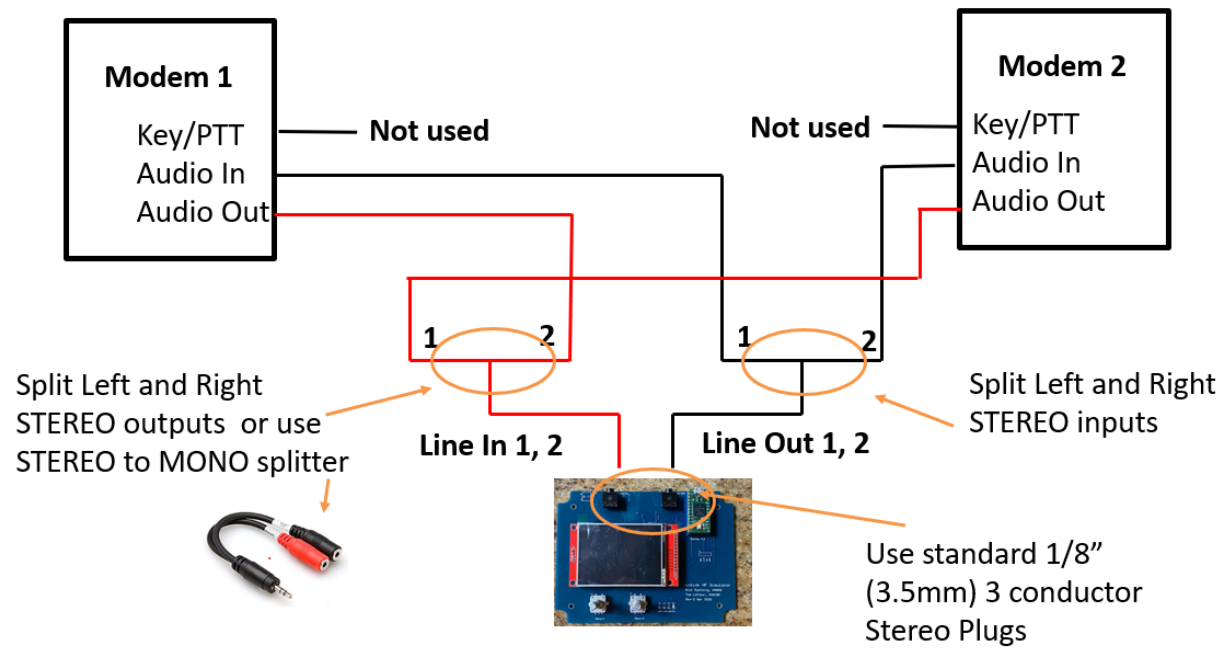 Modem 1
Key/PTT
Audio In
Audio Out
Not used
Modem 2
Not used
Key/PTT
Audio In
Audio Out
1
2
1
2
Split Left and Right
STEREO outputs or use
STEREO to MONO splitter
Line In 1, 2
Line Out 1, 2
Split Left and Right
STEREO inputs
Use standard 1/8”
(3.5mm) 3 conductor
Stereo Plugs